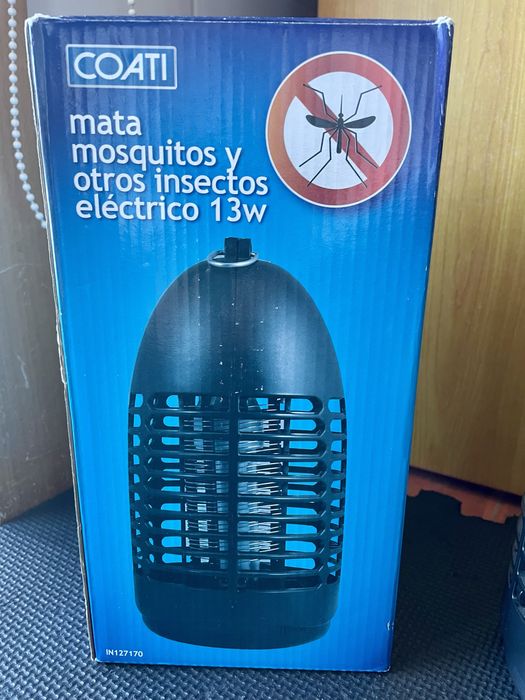 COATI
mata
mosquitos y
otros insectos
eléctrico 13w
IN127170